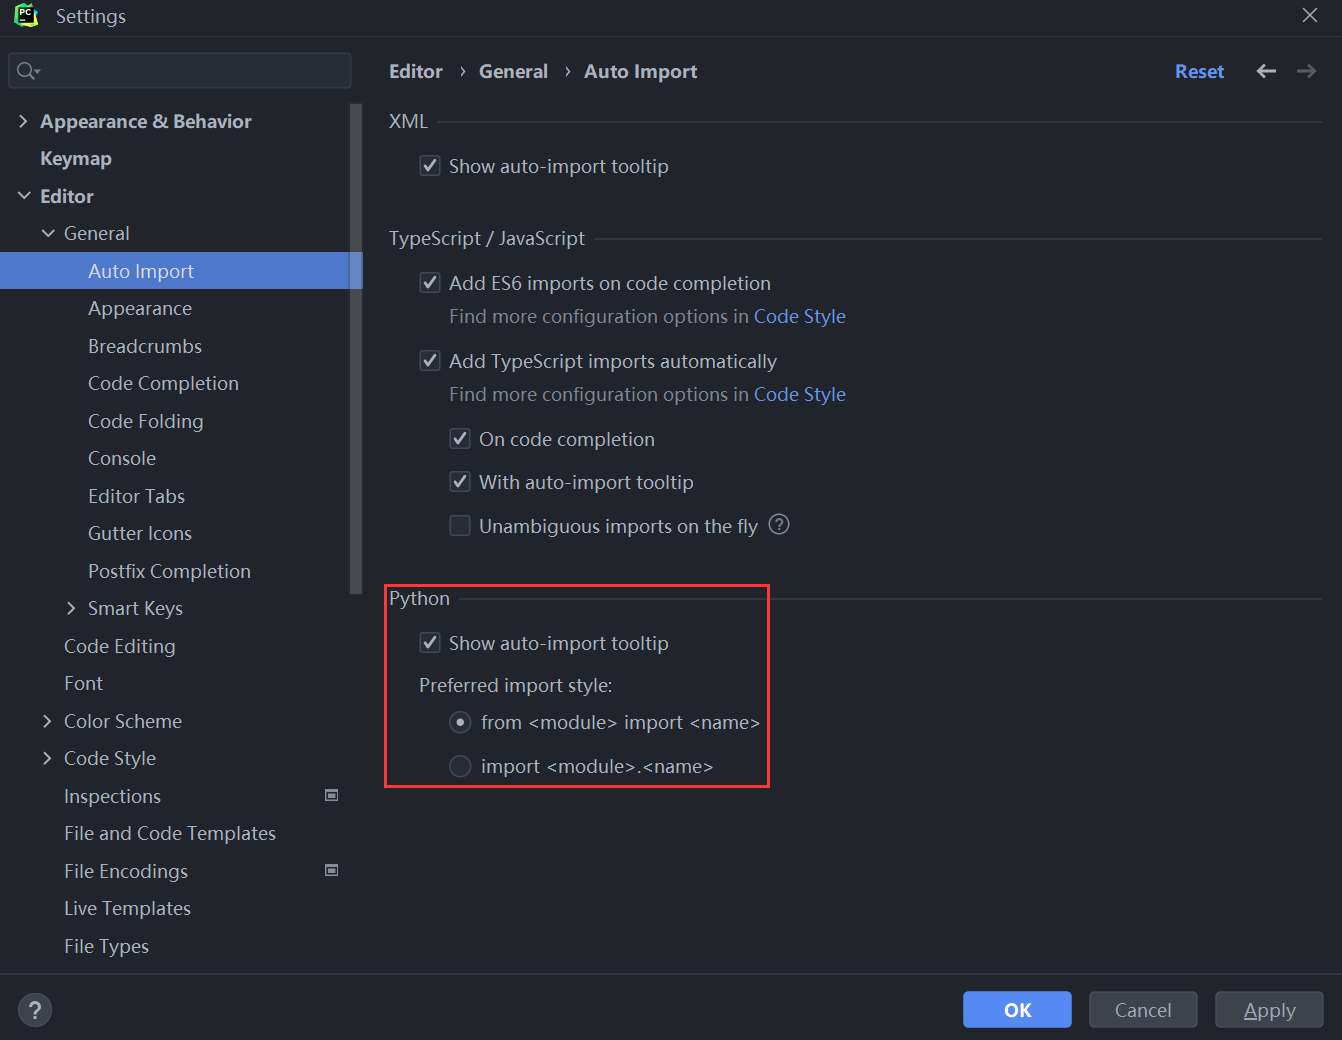 PC
Settings
Appearance & Behavior
Keymap
Editor
General
Auto Import
Appearance
Breadcrumbs
Code Completion
Code Folding
Console
Editor Tabs
Gutter Icons
Postfix Completion
Smart Keys
Code Editing
Font
Color Scheme
Code Style
Inspections
File and Code Templates
File Encodings
Live Templates
File Types
Editor › General › Auto Import
Reset
XML
Show auto-import tooltip
TypeScript / JavaScript
Add ES6 imports on code completion
Find more configuration options in Code Style
Add TypeScript imports automatically
Find more configuration options in Code Style
On code completion
With auto-import tooltip
Unambiguous imports on the fly ?
Python
Show auto-import tooltip
Preferred import style:
from <module> import <name>
import <module>.<name>
?
OK
Cancel
Apply